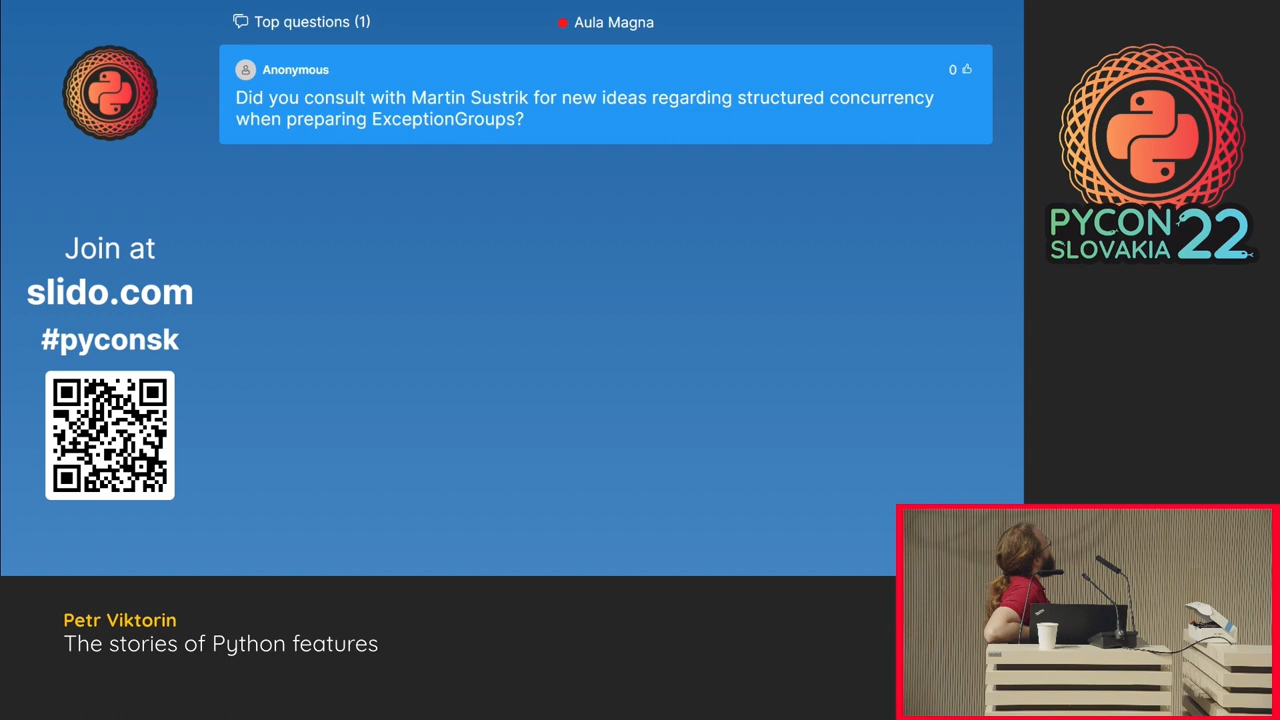 Top questions (1)
Aula Magna
Anonymous
0
Did you consult with Martin Sustrik for new ideas regarding structured concurrency
when preparing ExceptionGroups?
Join at
slido.com
#pyconsk
PYCON
SLOVAKIA 22
Petr Viktorin
The stories of Python features